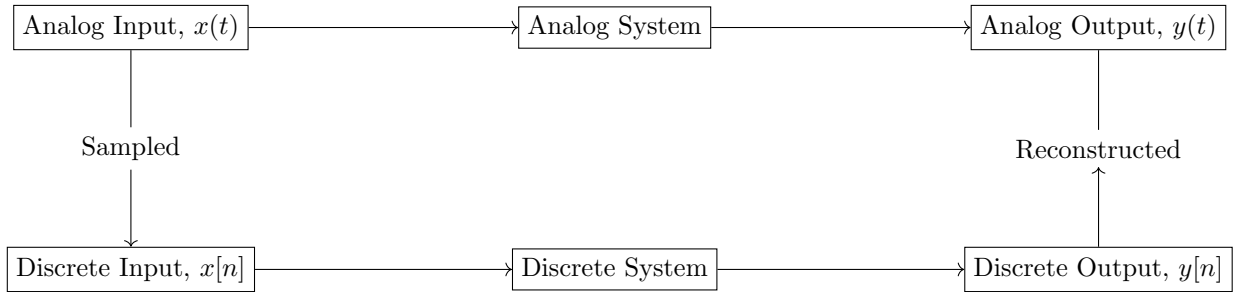 Analog Input, x(t)
Analog System
Analog Output, y(t)
Sampled
Reconstructed
Discrete Input, x[n]
Discrete System
Discrete Output, y[n]